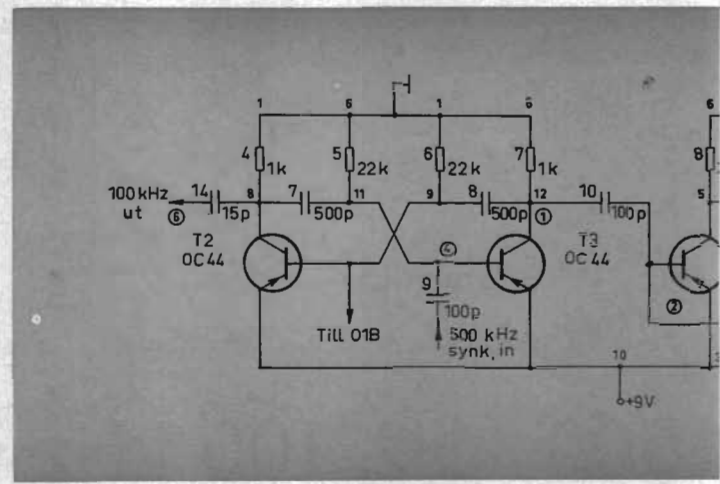 1 6 1 6 6
4 1k 5 22k 6 22k 7 1k 8
100 kHz ut
⑥ 14 15p 8 7 500p 11 9 8 500p 12 ① 10 100p 5
T2
OC44
T3
OC44
④
9
100p
②
Till 01B
500 kHz
synk, in
10
+9V